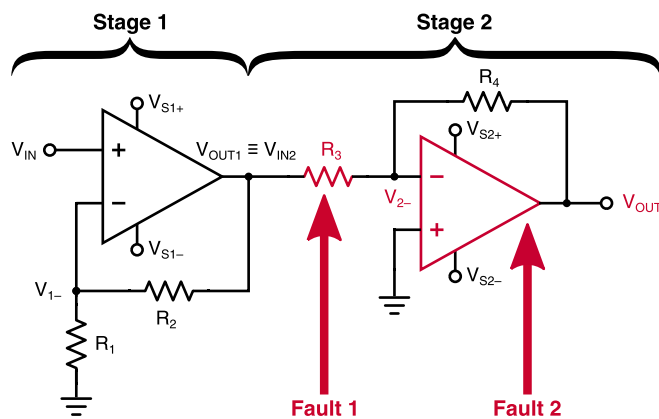 Stage 1
Stage 2
VS1+
R4
VIN
+
VOUT1 ≡ VIN2
R3
VS2+
−
−
V2−
VOUT
+
VS1−
VS2−
V1−
R2
R1
Fault 1
Fault 2